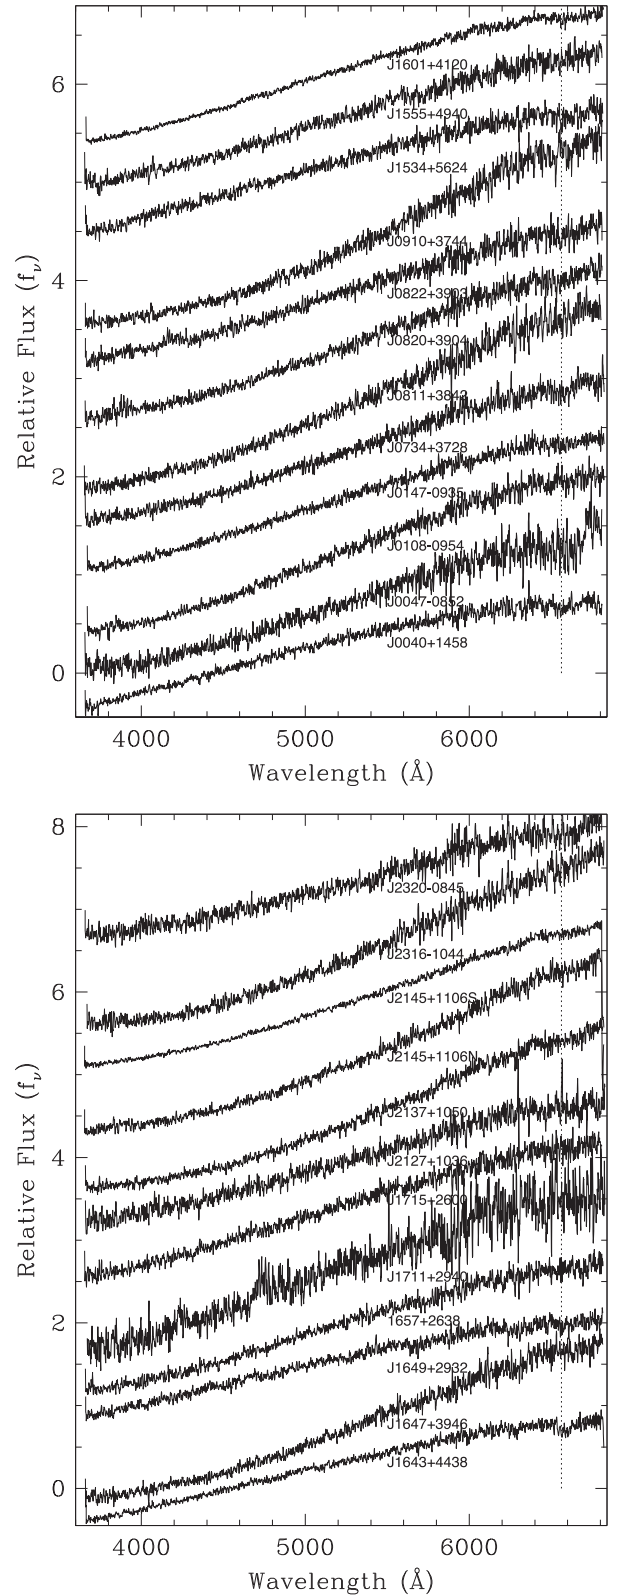 6
J1601+4120
J1555+4940
J1534+5624
J0910+3744
4
J0822+3903
J0820+3904
J0811+3842
J0734+3728
2
J0147-0935
J0108-0954
J0047-0852
J0040+1458
0
Relative Flux (fν)
4000 5000 6000
Wavelength (Å)
8
J2320-0845
J2316-1044
6
J2145+1106S
J2145+1106N
J2137+1050
4
J2127+1036
J1715+2600
J1711+2940
2
1657+2638
J1649+2932
J1647+3946
J1643+4438
0
Relative Flux (fν)
4000 5000 6000
Wavelength (Å)